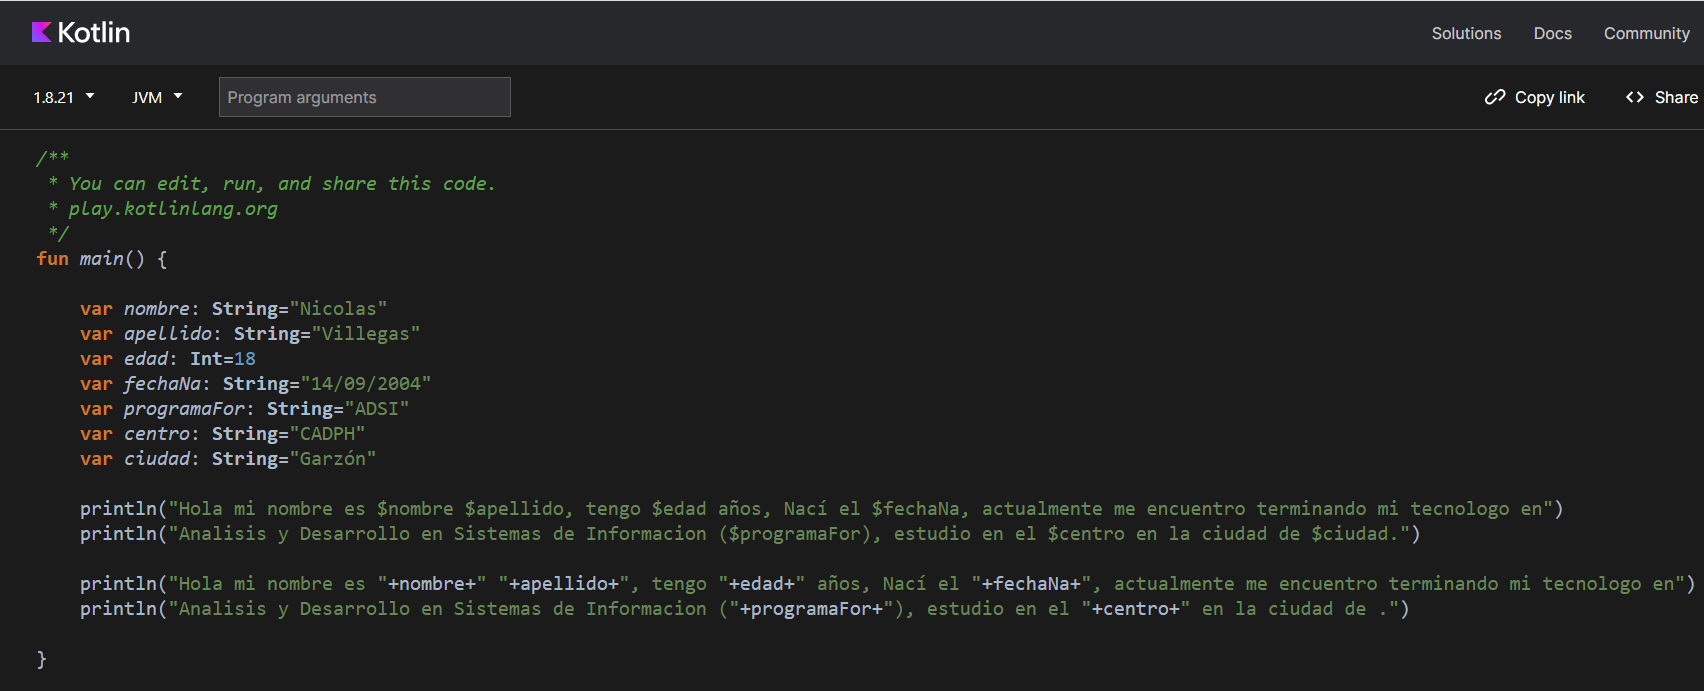 Kotlin Solutions Docs Community
1.8.21 JVM Program arguments Copy link <> Share
/**
 * You can edit, run, and share this code.
 * play.kotlinlang.org
 */
fun main() {
    var nombre: String="Nicolas"
    var apellido: String="Villegas"
    var edad: Int=18
    var fechaNa: String="14/09/2004"
    var programaFor: String="ADSI"
    var centro: String="CADPH"
    var ciudad: String="Garzón"
    println("Hola mi nombre es $nombre $apellido, tengo $edad años, Nací el $fechaNa, actualmente me encuentro terminando mi tecnologo en")
    println("Analisis y Desarrollo en Sistemas de Informacion ($programaFor), estudio en el $centro en la ciudad de $ciudad.")
    println("Hola mi nombre es "+nombre+" "+apellido+", tengo "+edad+" años, Nací el "+fechaNa+", actualmente me encuentro terminando mi tecnologo en")
    println("Analisis y Desarrollo en Sistemas de Informacion ("+programaFor+"), estudio en el "+centro+" en la ciudad de .")
}